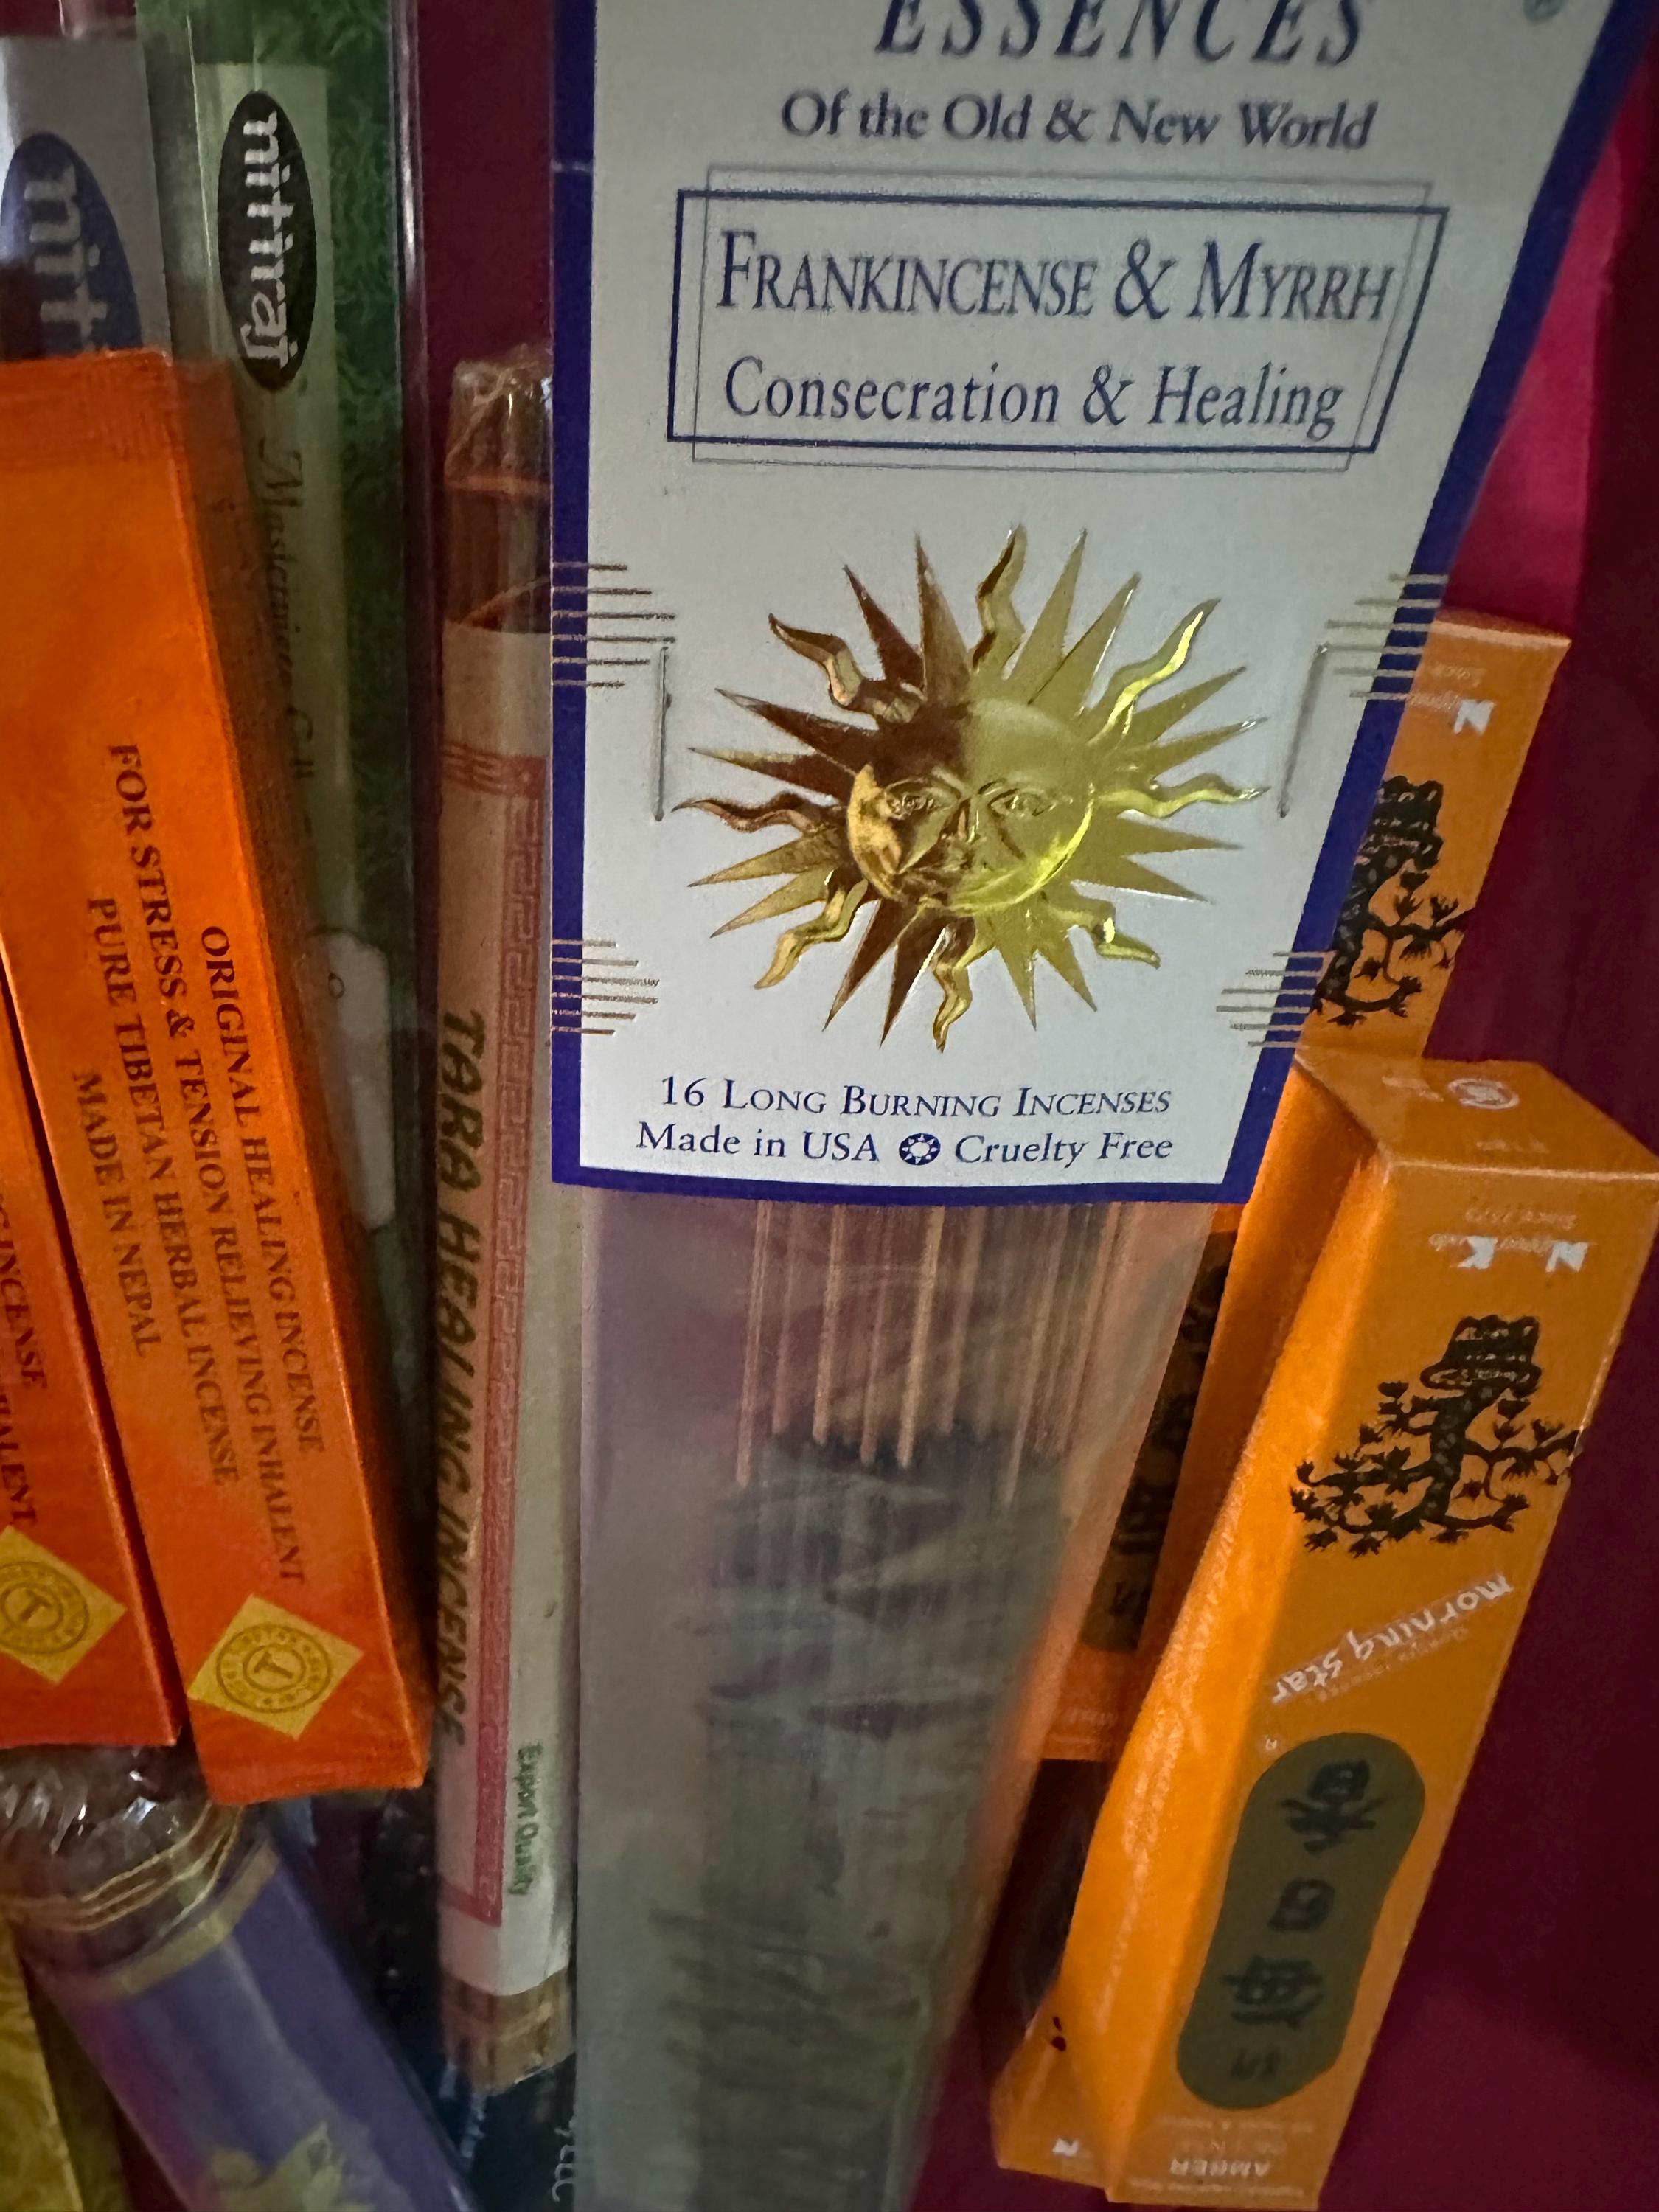 ESSENCES
Of the Old & New World
FRANKINCENSE & MYRRH
Consecration & Healing
16 LONG BURNING INCENSES
Made in USA Cruelty Free
nit
nitiraj
ORIGINAL HEALING INCENSE
FOR STRESS & TENSION RELIEVING INHALENT
PURE TIBETAN HERBAL INCENSE
MADE IN NEPAL
INCENSE
TARA HEALING INCENSE
Export Quality
N K
morning star
AMBER